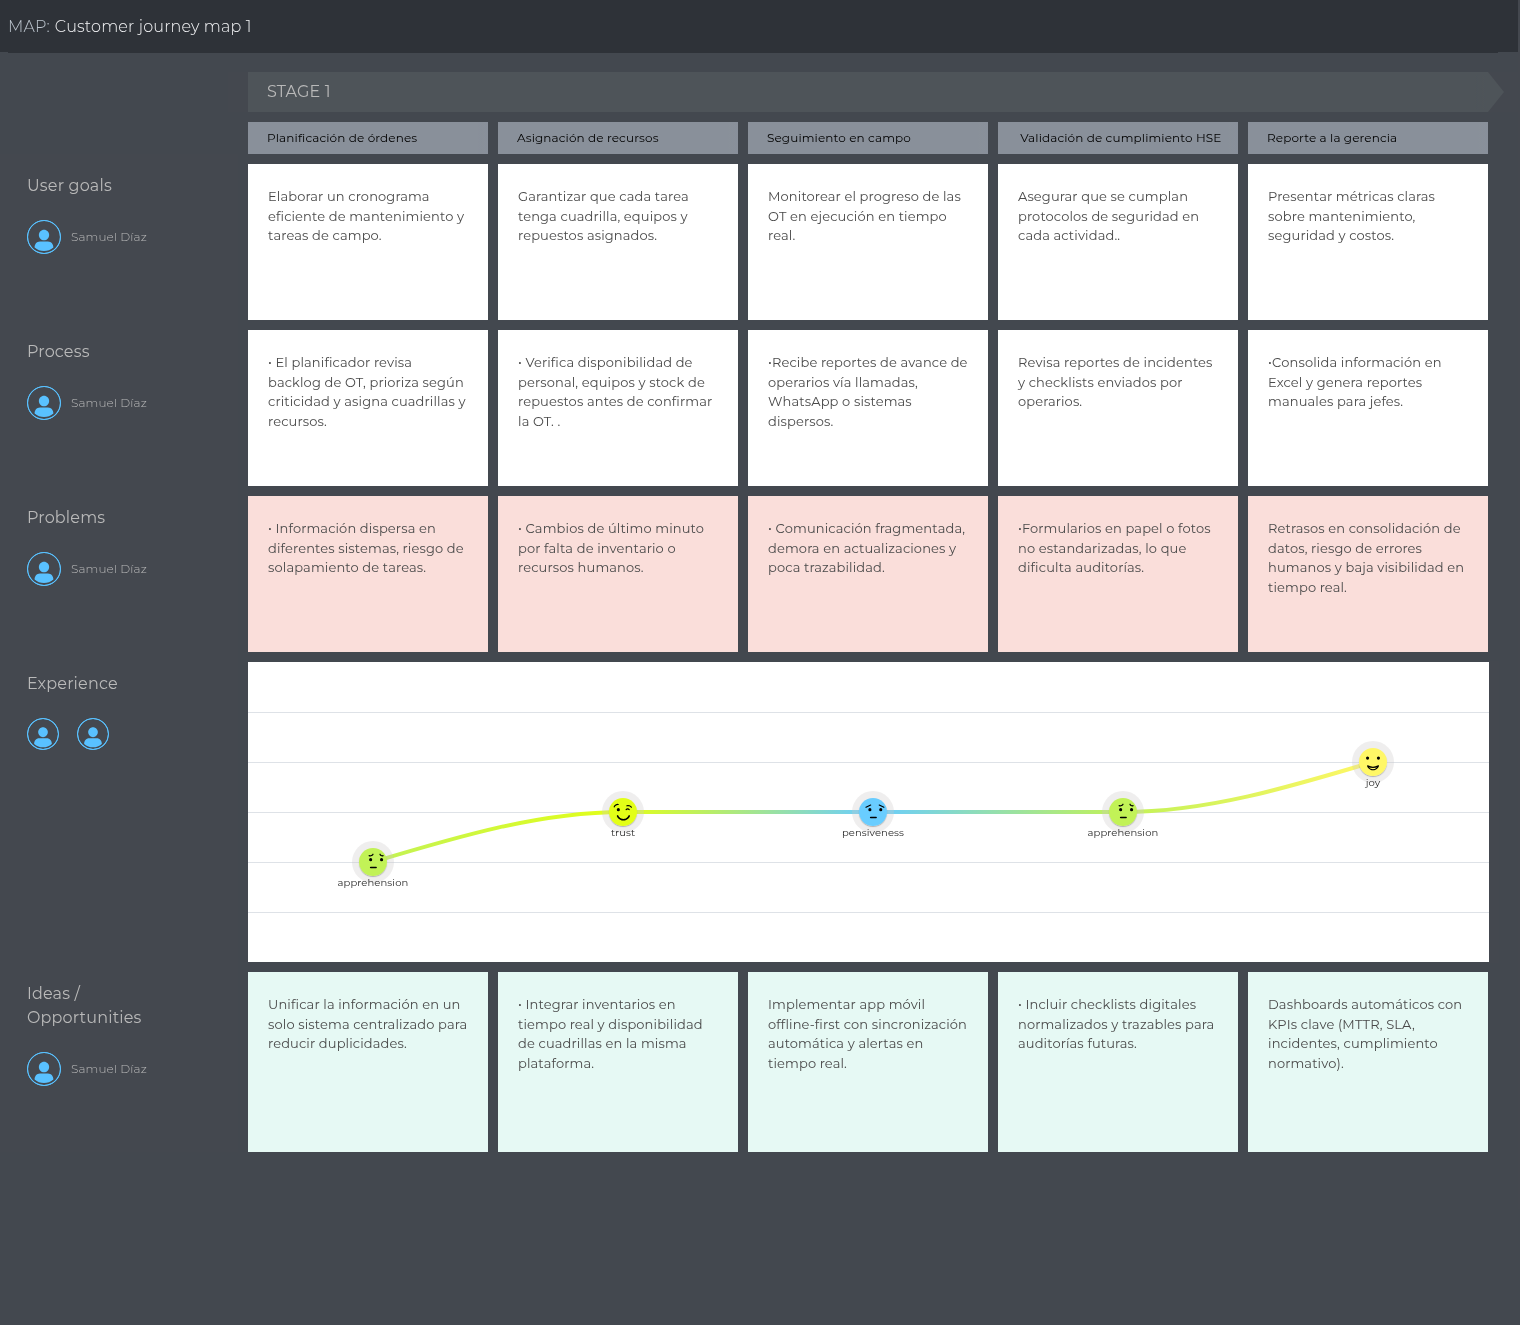 MAP: Customer journey map 1
STAGE 1
Planificación de órdenes
Asignación de recursos
Seguimiento en campo
Validación de cumplimiento HSE
Reporte a la gerencia
User goals
Samuel Díaz
Elaborar un cronograma
eficiente de mantenimiento y
tareas de campo.
Garantizar que cada tarea
tenga cuadrilla, equipos y
repuestos asignados.
Monitorear el progreso de las
OT en ejecución en tiempo
real.
Asegurar que se cumplan
protocolos de seguridad en
cada actividad..
Presentar métricas claras
sobre mantenimiento,
seguridad y costos.
Process
Samuel Díaz
• El planificador revisa
backlog de OT, prioriza según
criticidad y asigna cuadrillas y
recursos.
• Verifica disponibilidad de
personal, equipos y stock de
repuestos antes de confirmar
la OT. .
•Recibe reportes de avance de
operarios vía llamadas,
WhatsApp o sistemas
dispersos.
Revisa reportes de incidentes
y checklists enviados por
operarios.
•Consolida información en
Excel y genera reportes
manuales para jefes.
Problems
Samuel Díaz
• Información dispersa en
diferentes sistemas, riesgo de
solapamiento de tareas.
• Cambios de último minuto
por falta de inventario o
recursos humanos.
• Comunicación fragmentada,
demora en actualizaciones y
poca trazabilidad.
•Formularios en papel o fotos
no estandarizadas, lo que
dificulta auditorías.
Retrasos en consolidación de
datos, riesgo de errores
humanos y baja visibilidad en
tiempo real.
Experience
apprehension
trust
pensiveness
apprehension
joy
Ideas /
Opportunities
Samuel Díaz
Unificar la información en un
solo sistema centralizado para
reducir duplicidades.
• Integrar inventarios en
tiempo real y disponibilidad
de cuadrillas en la misma
plataforma.
Implementar app móvil
offline-first con sincronización
automática y alertas en
tiempo real.
• Incluir checklists digitales
normalizados y trazables para
auditorías futuras.
Dashboards automáticos con
KPIs clave (MTTR, SLA,
incidentes, cumplimiento
normativo).